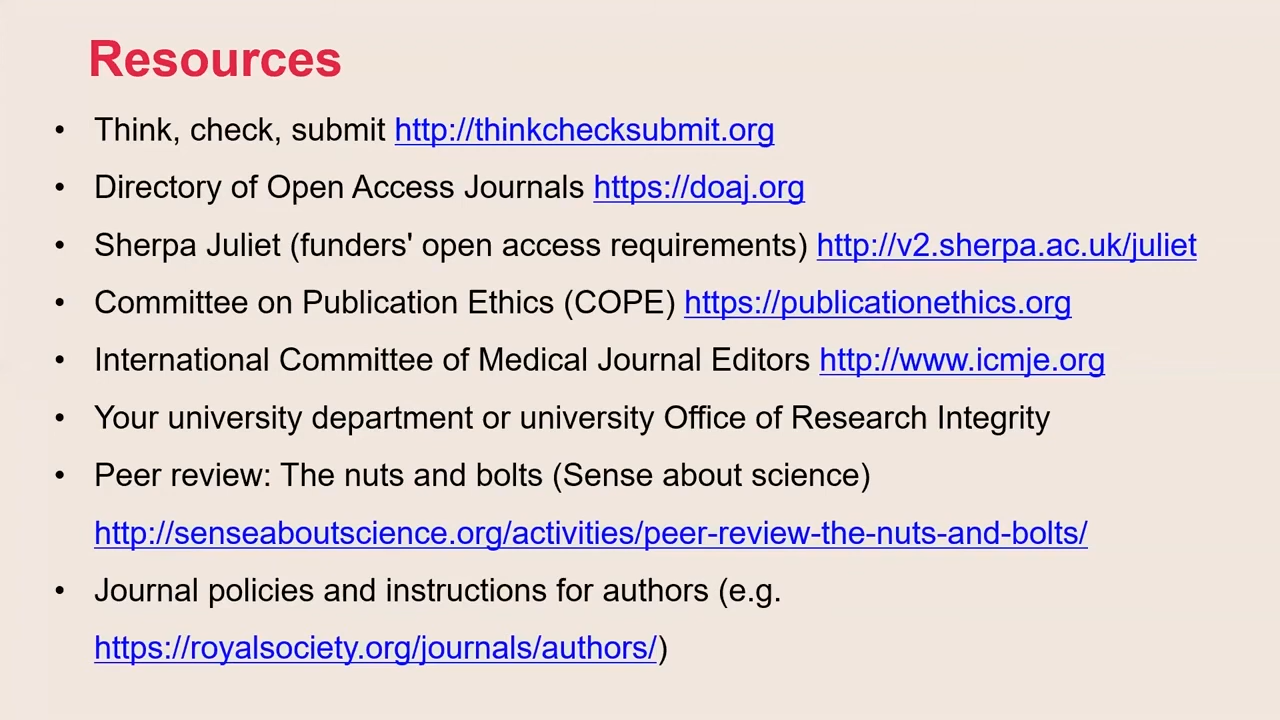 Resources
• Think, check, submit http://thinkchecksubmit.org
• Directory of Open Access Journals https://doaj.org
• Sherpa Juliet (funders' open access requirements) http://v2.sherpa.ac.uk/juliet
• Committee on Publication Ethics (COPE) https://publicationethics.org
• International Committee of Medical Journal Editors http://www.icmje.org
• Your university department or university Office of Research Integrity
• Peer review: The nuts and bolts (Sense about science)
http://senseaboutscience.org/activities/peer-review-the-nuts-and-bolts/
• Journal policies and instructions for authors (e.g.
https://royalsociety.org/journals/authors/)